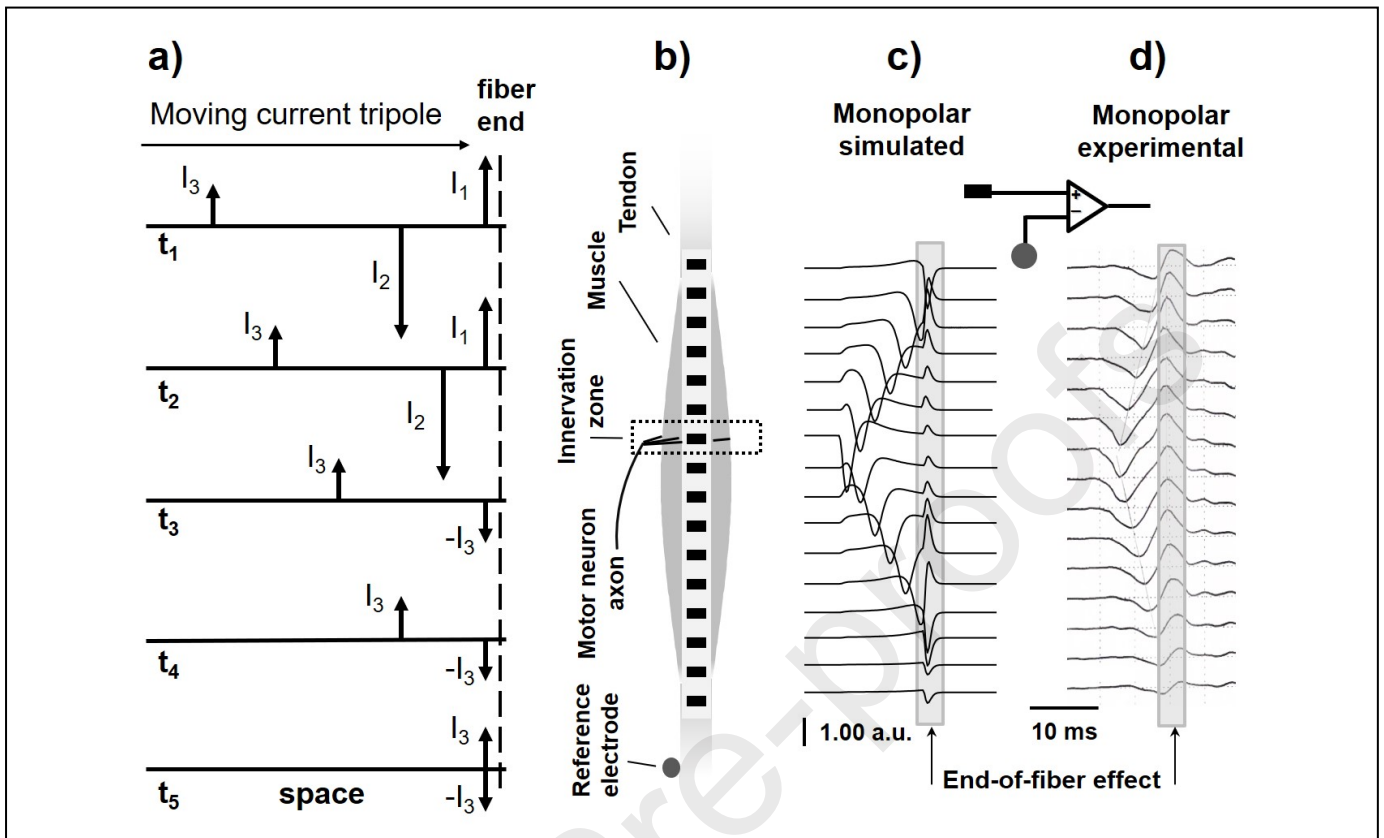 a)
Moving current tripole
fiber
end
I3
I1
t1
I2
I3
I1
t2
I2
I3
t3
-I3
I3
t4
-I3
I3
t5
space
-I3
b)
Tendon
Muscle
Innervation
zone
Motor neuron
axon
Reference
electrode
c)
Monopolar
simulated
1.00 a.u.
d)
Monopolar
experimental
+
−
10 ms
End-of-fiber effect
re-proofs